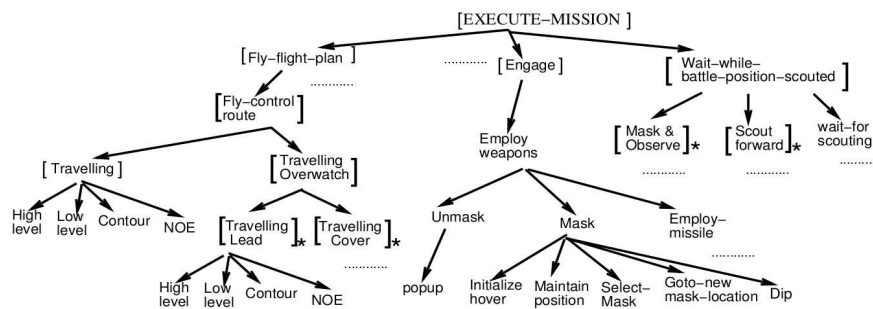 [EXECUTE–MISSION ]
[Fly–flight–plan ]
............
[ Engage ]
[ Wait–while–
battle–position–scouted ]
............
[Fly–control
route ]
Employ
weapons
[ Mask &
Observe ]*
[ Scout
forward ]*
wait–for
scouting
............
............
............
[ Travelling ]
[ Travelling
Overwatch ]
High
level
Low
level
Contour
NOE
[ Travelling
Lead ]*
[ Travelling
Cover ]*
............
Unmask
Mask
Employ–
missile
............
High
level
Low
level
Contour
NOE
popup
Initialize
hover
Maintain
position
Select–
Mask
Goto–new
mask–location
Dip